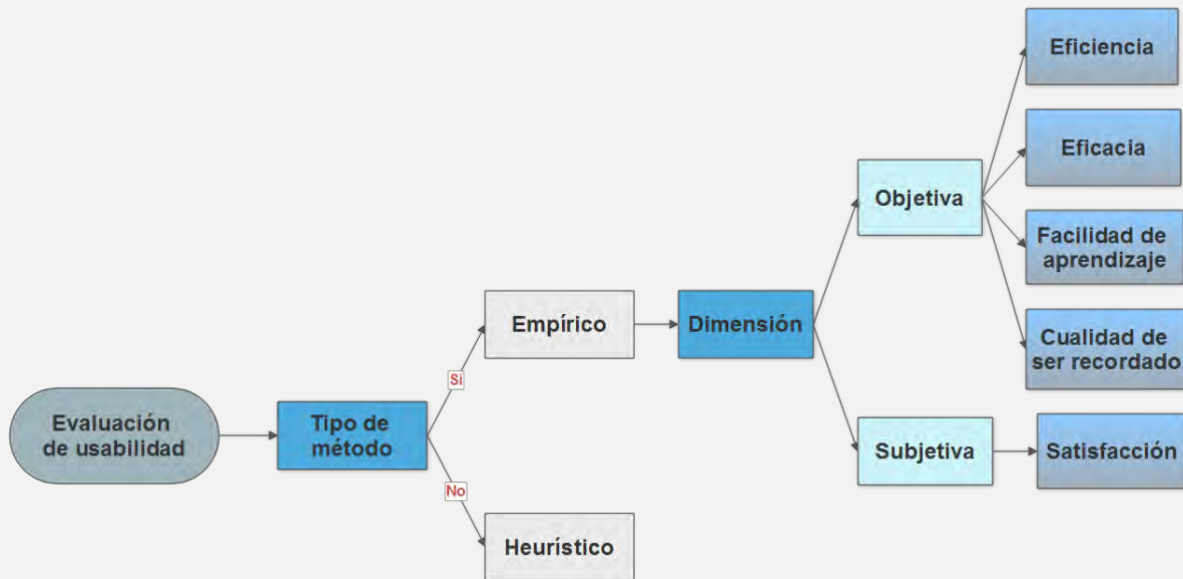 Evaluación
de usabilidad
Tipo de
método
Si
No
Empírico
Heurístico
Dimensión
Objetiva
Subjetiva
Eficiencia
Eficacia
Facilidad de
aprendizaje
Cualidad de
ser recordado
Satisfacción